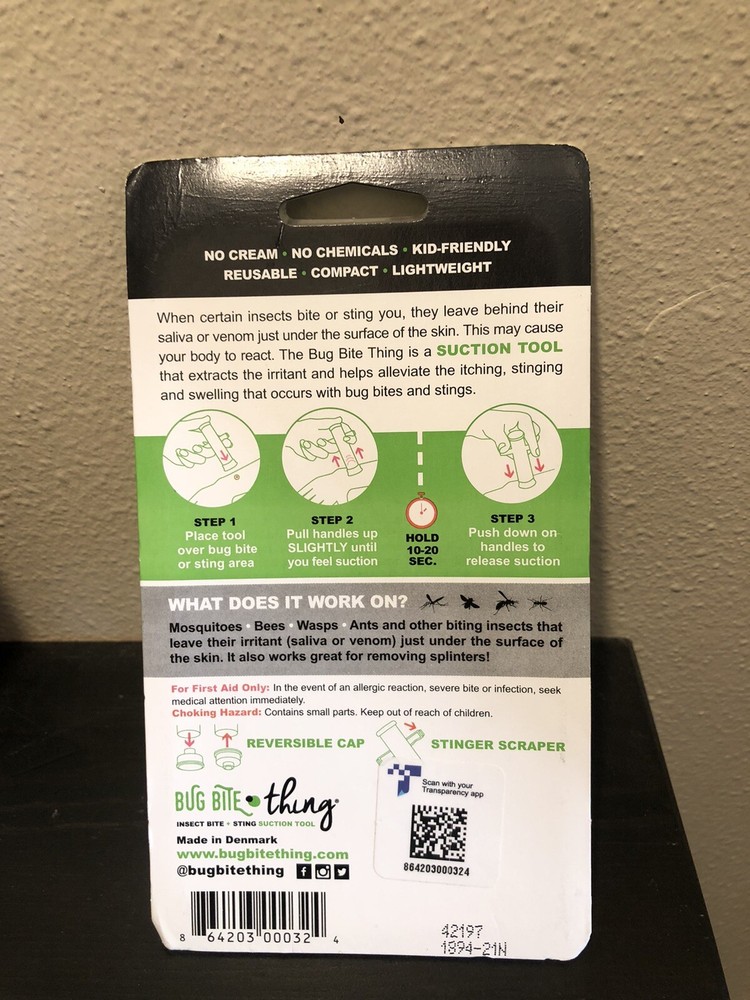 NO CREAM • NO CHEMICALS • KID-FRIENDLY
REUSABLE • COMPACT • LIGHTWEIGHT
When certain insects bite or sting you, they leave behind their
saliva or venom just under the surface of the skin. This may cause
your body to react. The Bug Bite Thing is a SUCTION TOOL
that extracts the irritant and helps alleviate the itching, stinging
and swelling that occurs with bug bites and stings.
STEP 1
Place tool
over bug bite
or sting area
STEP 2
Pull handles up
SLIGHTLY until
you feel suction
HOLD
10-20
SEC.
STEP 3
Push down on
handles to
release suction
WHAT DOES IT WORK ON?
Mosquitoes • Bees • Wasps • Ants and other biting insects that
leave their irritant (saliva or venom) just under the surface of
the skin. It also works great for removing splinters!
For First Aid Only: In the event of an allergic reaction, severe bite or infection, seek
medical attention immediately.
Choking Hazard: Contains small parts. Keep out of reach of children.
REVERSIBLE CAP
STINGER SCRAPER
BUG BITE thing®
INSECT BITE • STING SUCTION TOOL
Made in Denmark
www.bugbitething.com
@bugbitething
Scan with your
Transparency app
864203000324
8 64203 00032 4
42197
1894-21N